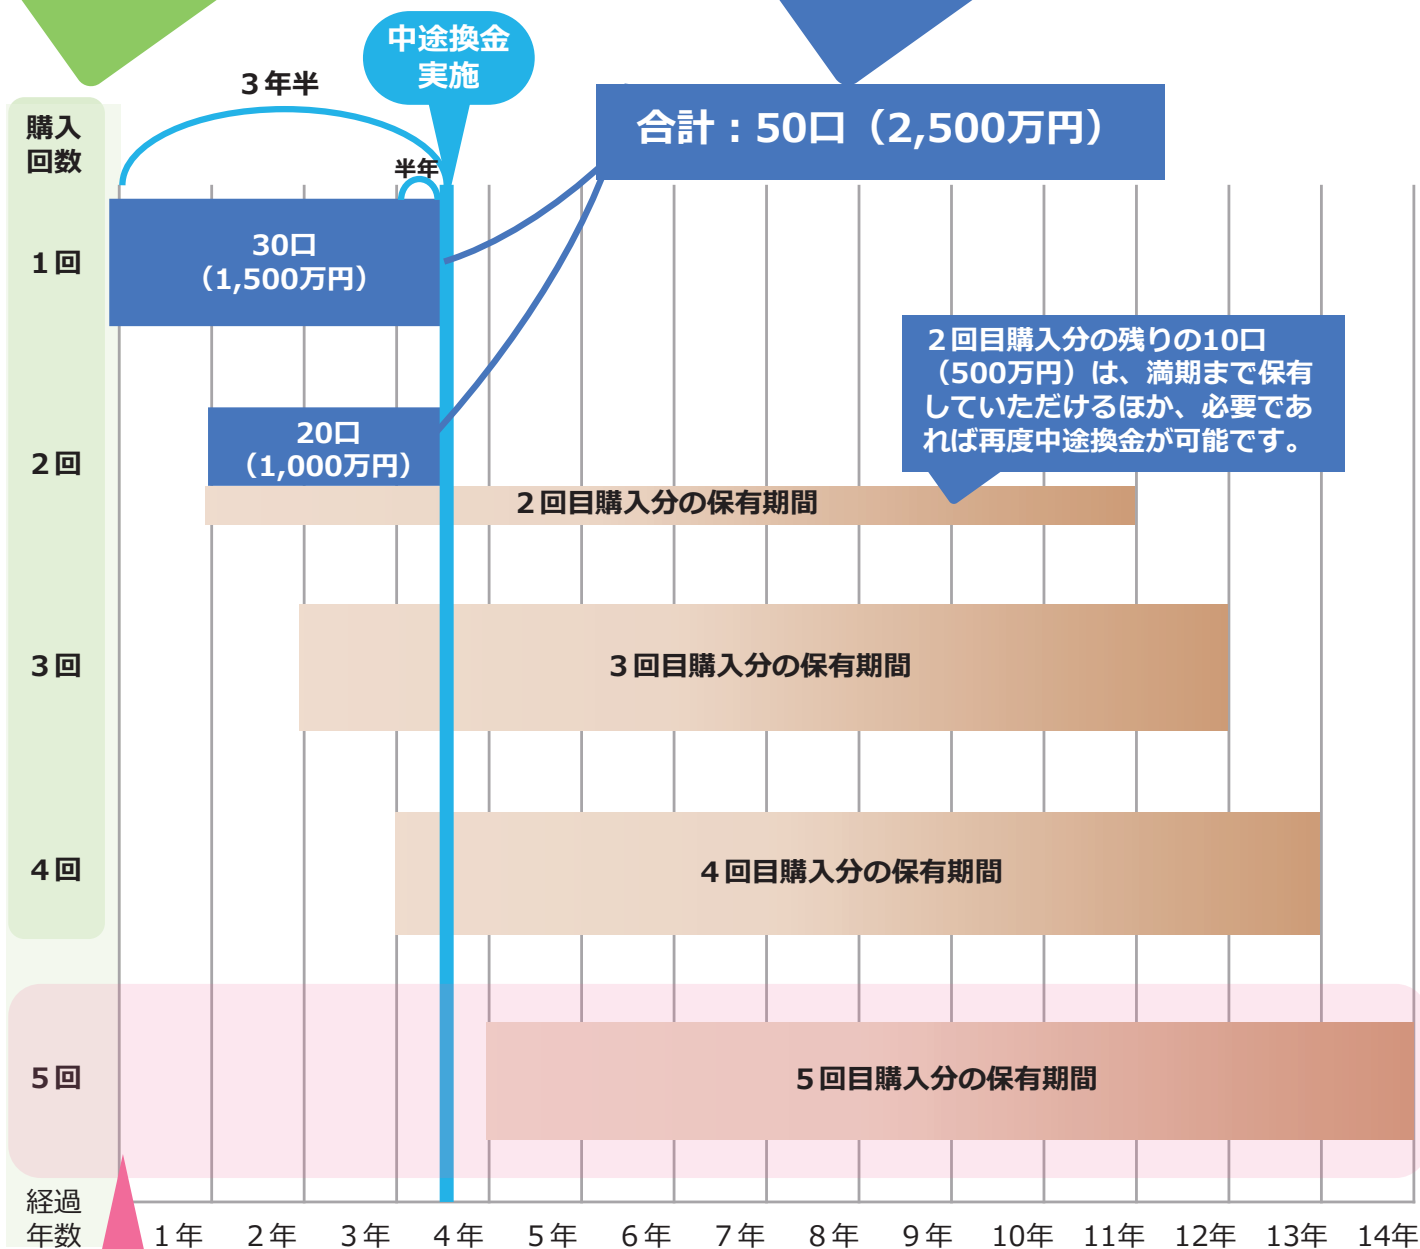 中途換金
実施
3年半
半年
合計：50口（2,500万円）
購入
回数
1回
30口
（1,500万円）
2回目購入分の残りの10口
（500万円）は、満期まで保有
していただけるほか、必要であ
れば再度中途換金が可能です。
2回
20口
（1,000万円）
2回目購入分の保有期間
3回
3回目購入分の保有期間
4回
4回目購入分の保有期間
5回
5回目購入分の保有期間
経過
年数
1年 2年 3年 4年 5年 6年 7年 8年 9年 10年 11年 12年 13年 14年